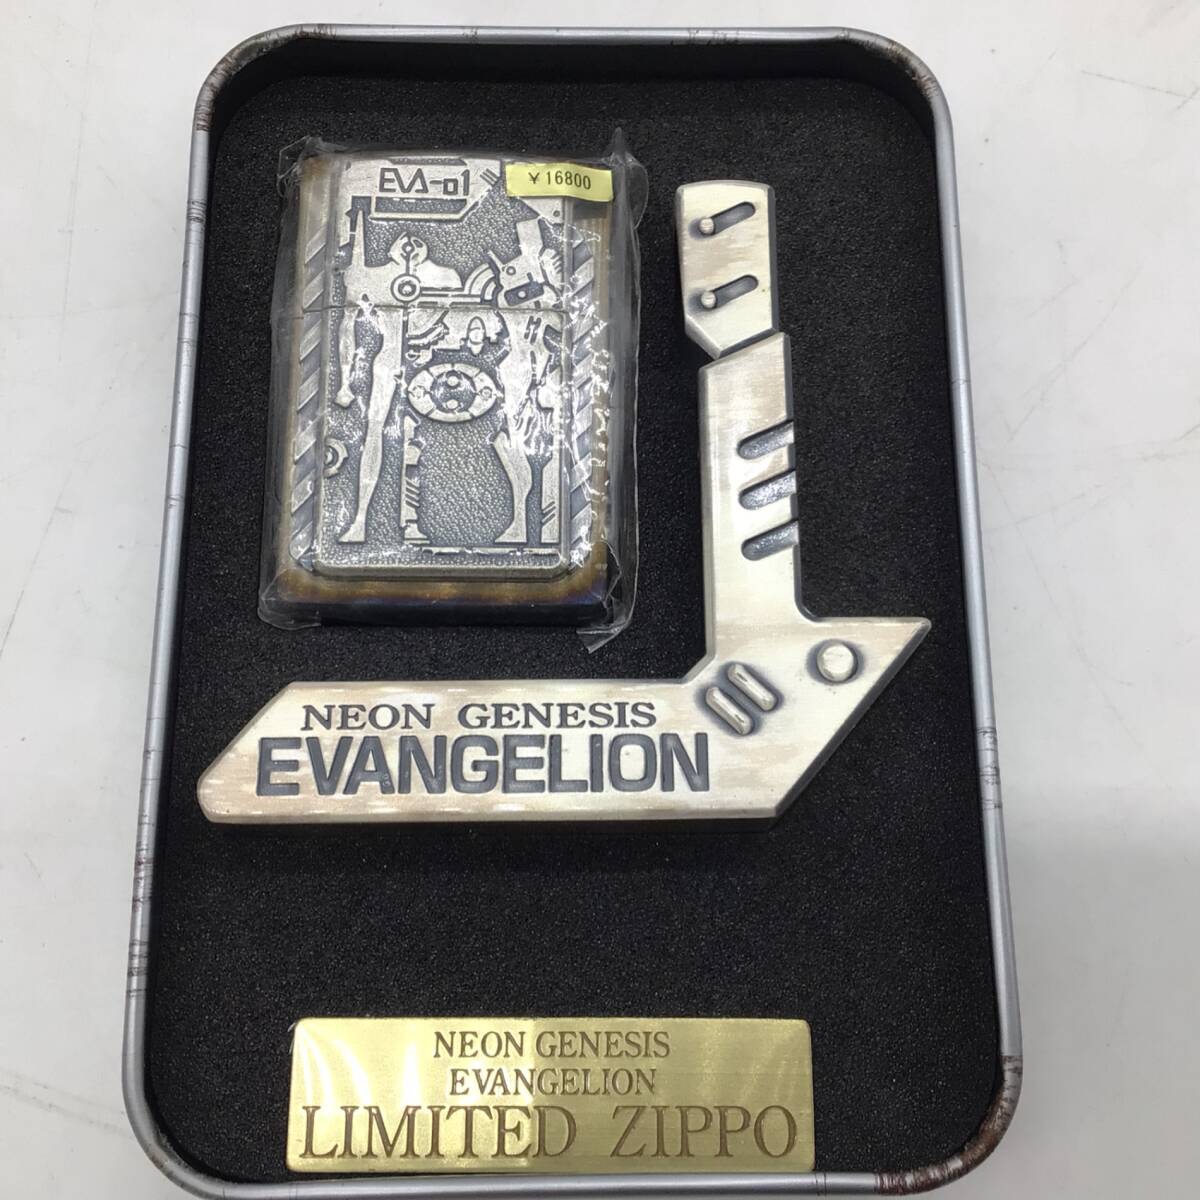 EVA-01
¥16800
NEON GENESIS
EVANGELION
NEON GENESIS
EVANGELION
LIMITED ZIPPO